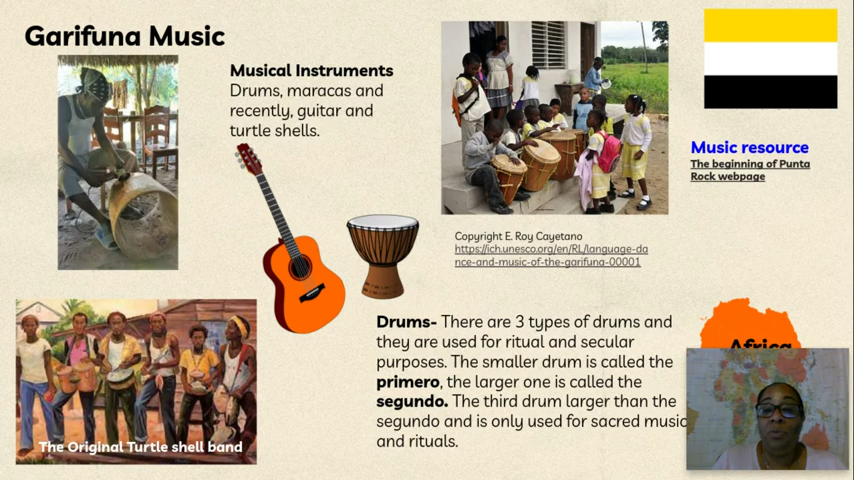 Garifuna Music
Musical Instruments
Drums, maracas and
recently, guitar and
turtle shells.
Music resource
The beginning of Punta
Rock webpage
Copyright E. Roy Cayetano
https://ich.unesco.org/en/RL/language-da
nce-and-music-of-the-garifuna-00001
Drums- There are 3 types of drums and
they are used for ritual and secular
purposes. The smaller drum is called the
primero, the larger one is called the
segundo. The third drum larger than the
segundo and is only used for sacred music
and rituals.
Africa
The Original Turtle shell band